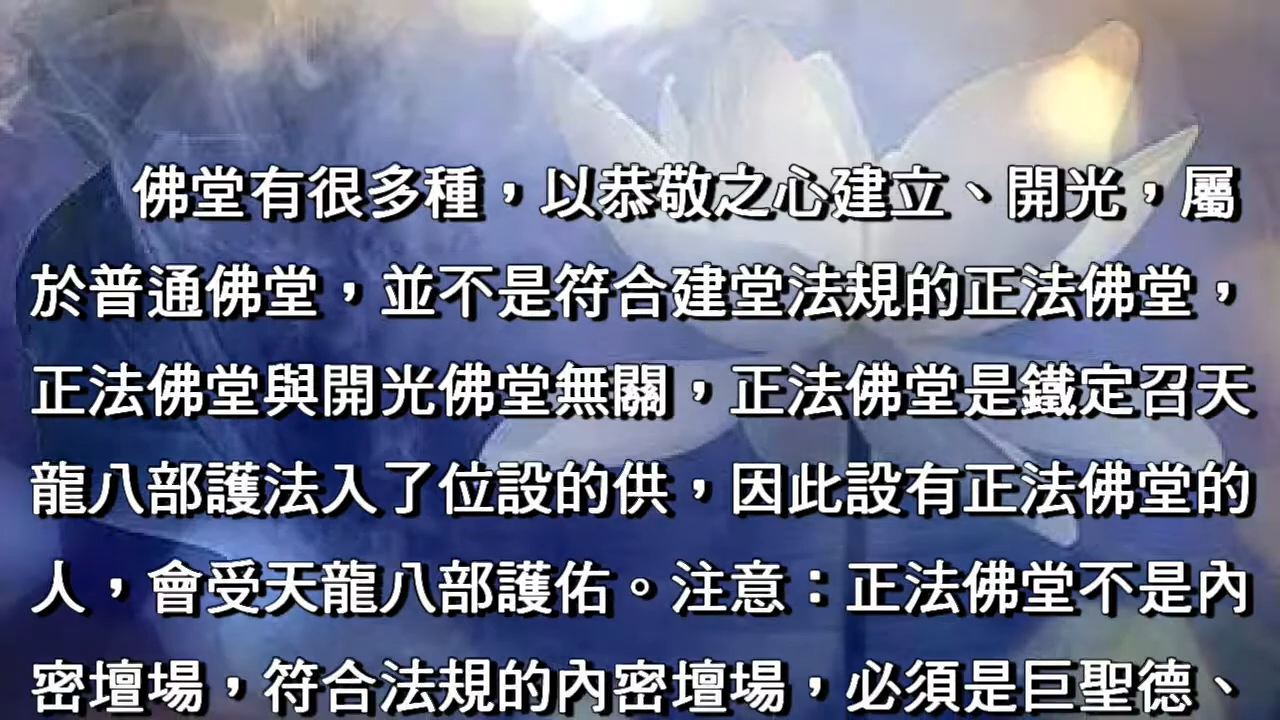 佛堂有很多種，以恭敬之心建立、開光，屬
於普通佛堂，並不是符合建堂法規的正法佛堂，
正法佛堂與開光佛堂無關，正法佛堂是鐵定召天
龍八部護法入了位設的供，因此設有正法佛堂的
人，會受天龍八部護佑。注意：正法佛堂不是內
密壇場，符合法規的內密壇場，必須是巨聖德、